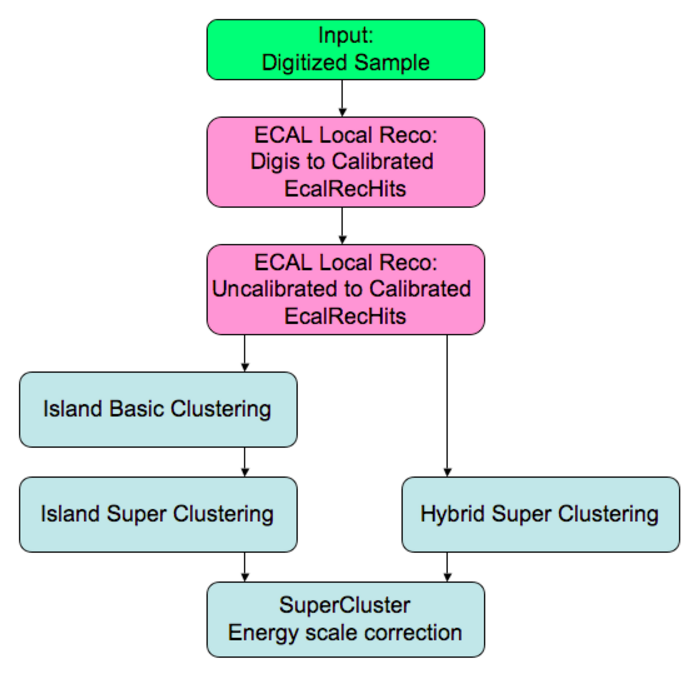 Input:
Digitized Sample
ECAL Local Reco:
Digis to Calibrated
EcalRecHits
ECAL Local Reco:
Uncalibrated to Calibrated
EcalRecHits
Island Basic Clustering
Island Super Clustering
Hybrid Super Clustering
SuperCluster
Energy scale correction